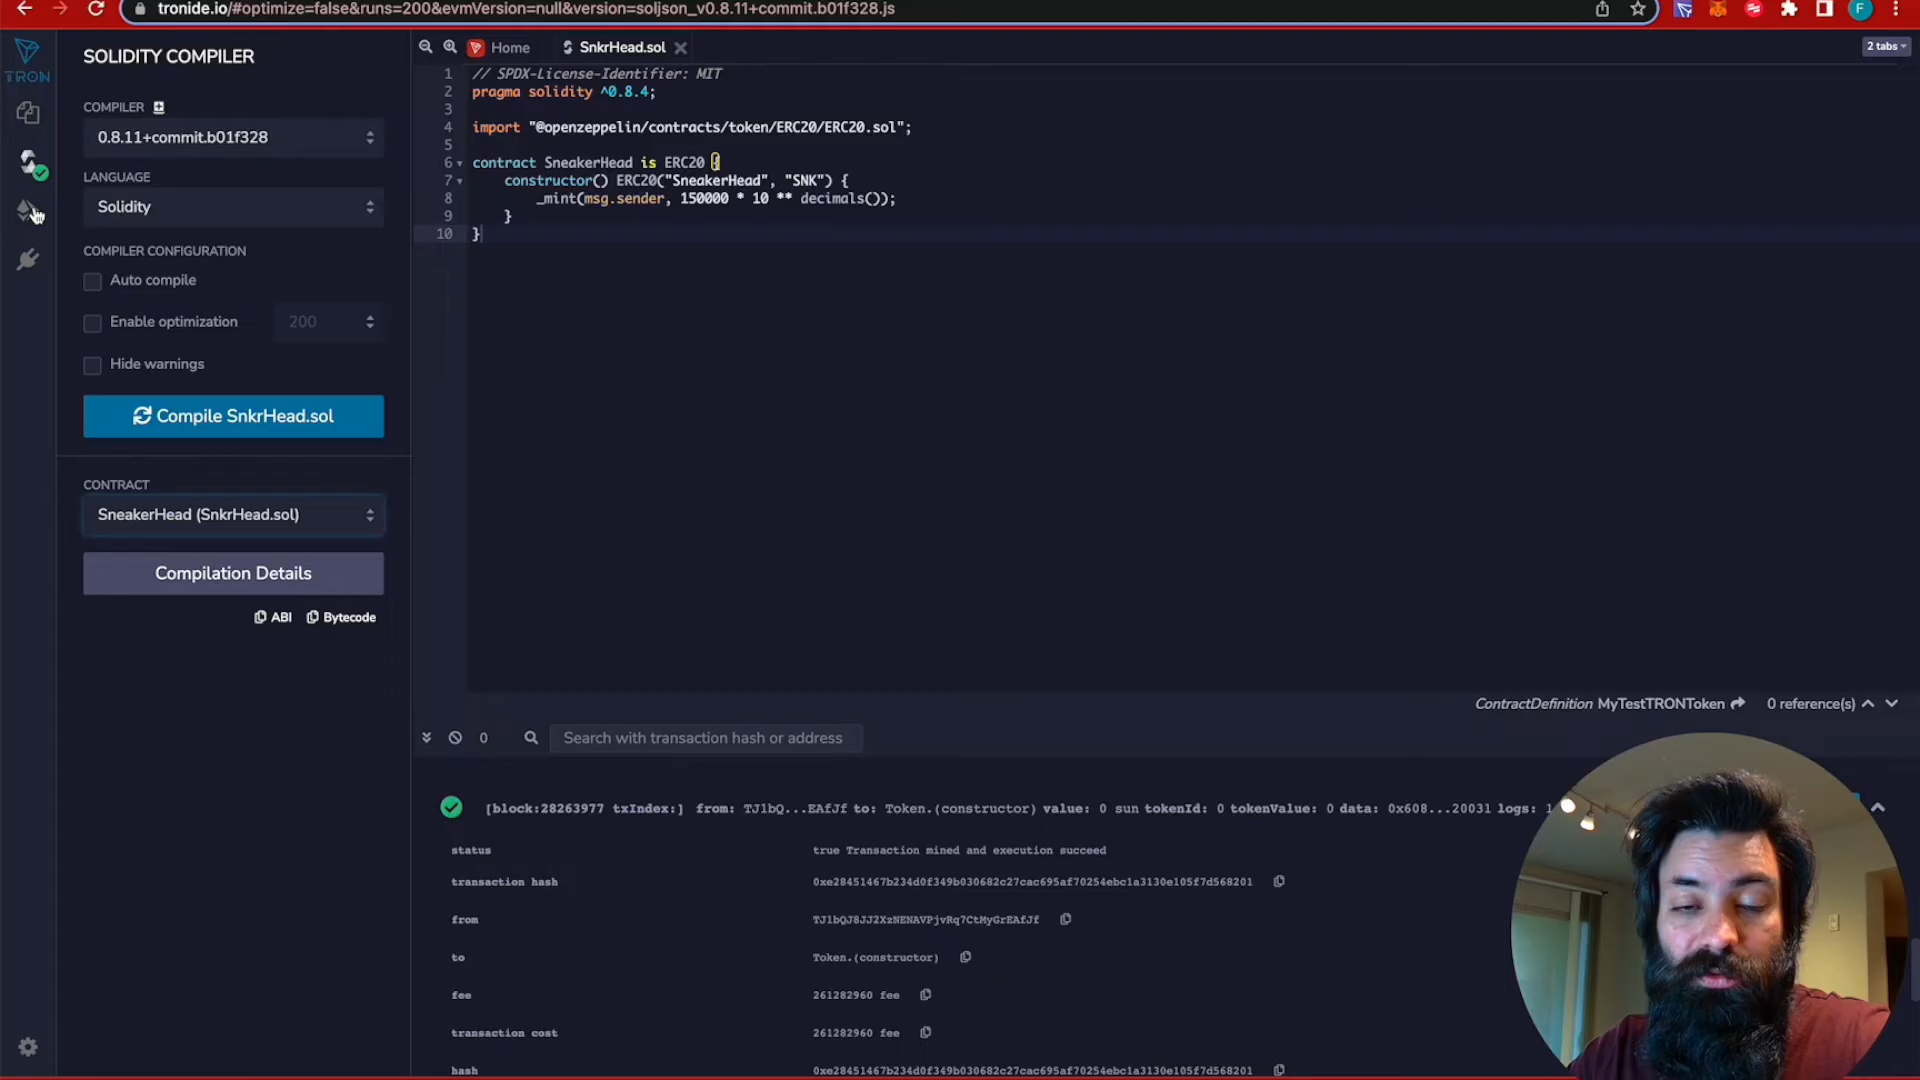 tronide.io/#optimize=false&runs=200&evmVersion=null&version=soljson_v0.8.11+commit.b01f328.js
F
TRON
SOLIDITY COMPILER
Home
SnkrHead.sol
2 tabs
COMPILER
0.8.11+commit.b01f328
LANGUAGE
Solidity
COMPILER CONFIGURATION
Auto compile
Enable optimization
200
Hide warnings
Compile SnkrHead.sol
CONTRACT
SneakerHead (SnkrHead.sol)
Compilation Details
ABI
Bytecode
1 // SPDX-License-Identifier: MIT
2 pragma solidity ^0.8.4;
3
4 import "@openzeppelin/contracts/token/ERC20/ERC20.sol";
5
6 contract SneakerHead is ERC20 {
7 constructor() ERC20("SneakerHead", "SNK") {
8 _mint(msg.sender, 150000 * 10 ** decimals());
9 }
10 }
ContractDefinition MyTestTRONToken 0 reference(s)
0
Search with transaction hash or address
[block:28263977 txIndex:] from: TJ1bQ...EAfJf to: Token.(constructor) value: 0 sun tokenId: 0 tokenValue: 0 data: 0x608...20031 logs: 1
status true Transaction mined and execution succeed
transaction hash 0xe28451467b234d0f349b030682c27cac695af70254ebc1a3130e105f7d568201
from TJ1bQJ8JJ2XzNENAVPjvRq7CtMyGrEAfJf
to Token.(constructor)
fee 261282960 fee
transaction cost 261282960 fee
hash 0xe28451467b234d0f349b030682c27cac695af70254ebc1a3130e105f7d568201